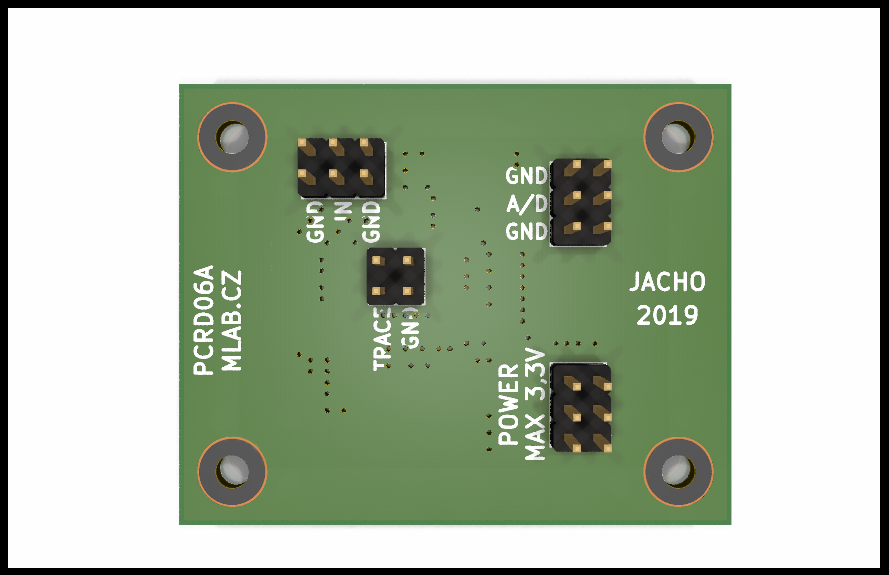 GND
IN
GND
GND
A/D
GND
TRACE
GND
PCRD06A
MLAB.CZ
JACHO
2019
POWER
MAX 3,3V